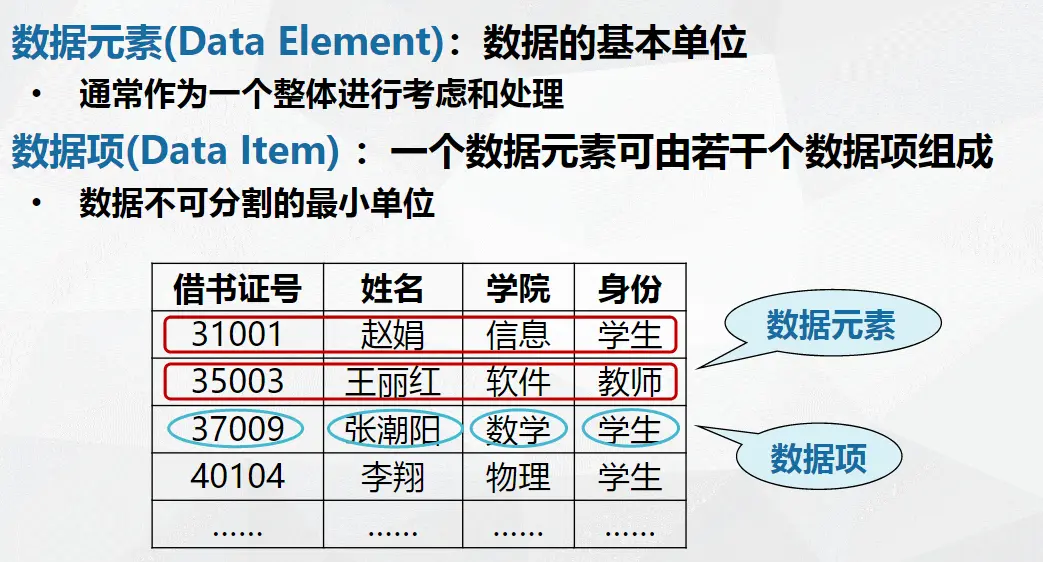 数据元素(Data Element)：数据的基本单位
• 通常作为一个整体进行考虑和处理
数据项(Data Item) ：一个数据元素可由若干个数据项组成
• 数据不可分割的最小单位
借书证号 姓名 学院 身份
31001 赵娟 信息 学生
35003 王丽红 软件 教师
37009 张潮阳 数学 学生
40104 李翔 物理 学生
…… …… …… ……
数据元素
数据项